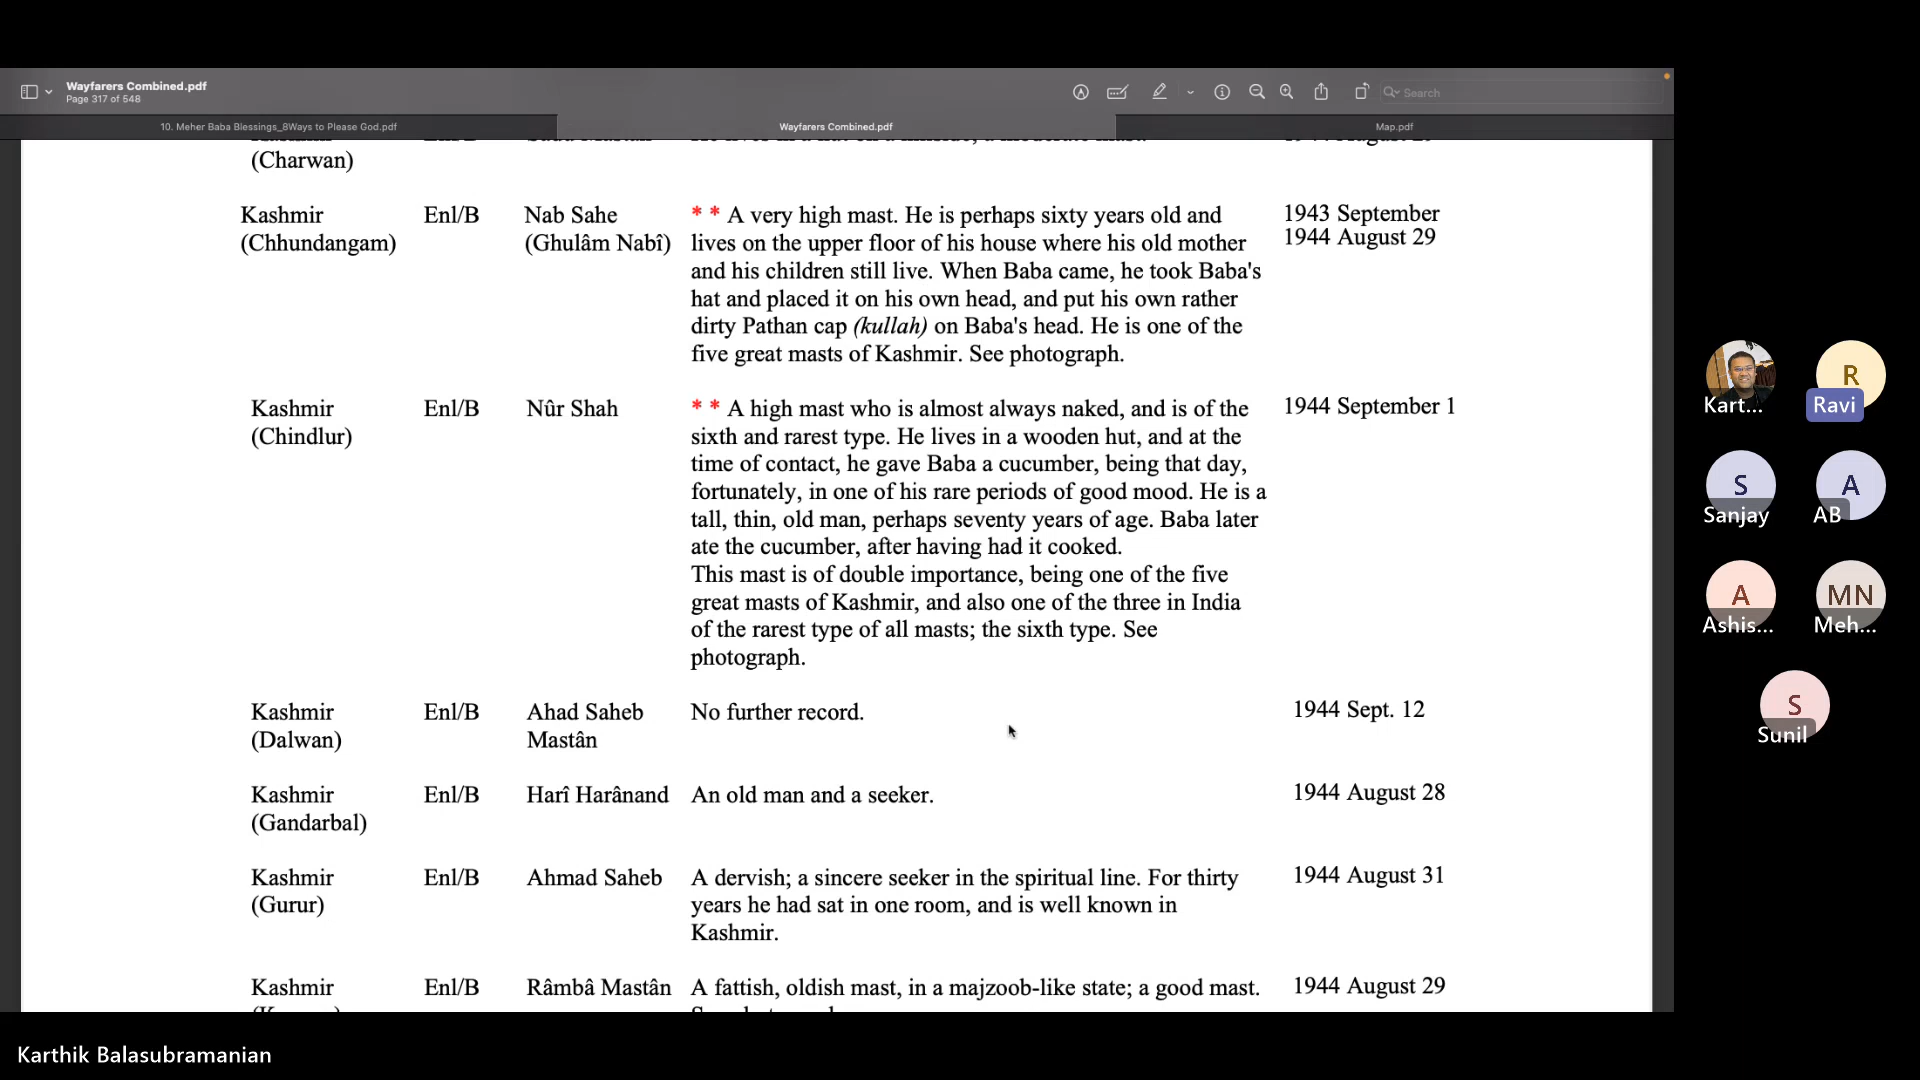 Wayfarers Combined.pdf
Page 317 of 548
Search
10. Meher Baba Blessings_8Ways to Please God.pdf
Wayfarers Combined.pdf
Map.pdf
(Charwan)
Kashmir
(Chhundangam)
Enl/B
Nab Sahe
(Ghulâm Nabî)
* * A very high mast. He is perhaps sixty years old and
lives on the upper floor of his house where his old mother
and his children still live. When Baba came, he took Baba's
hat and placed it on his own head, and put his own rather
dirty Pathan cap (kullah) on Baba's head. He is one of the
five great masts of Kashmir. See photograph.
1943 September
1944 August 29
Kashmir
(Chindlur)
Enl/B
Nûr Shah
* * A high mast who is almost always naked, and is of the
sixth and rarest type. He lives in a wooden hut, and at the
time of contact, he gave Baba a cucumber, being that day,
fortunately, in one of his rare periods of good mood. He is a
tall, thin, old man, perhaps seventy years of age. Baba later
ate the cucumber, after having had it cooked.
This mast is of double importance, being one of the five
great masts of Kashmir, and also one of the three in India
of the rarest type of all masts; the sixth type. See
photograph.
1944 September 1
Kashmir
(Dalwan)
Enl/B
Ahad Saheb
Mastân
No further record.
1944 Sept. 12
Kashmir
(Gandarbal)
Enl/B
Harî Harânand
An old man and a seeker.
1944 August 28
Kashmir
(Gurur)
Enl/B
Ahmad Saheb
A dervish; a sincere seeker in the spiritual line. For thirty
years he had sat in one room, and is well known in
Kashmir.
1944 August 31
Kashmir
Enl/B
Râmbâ Mastân
A fattish, oldish mast, in a majzoob-like state; a good mast.
1944 August 29
Kart...
R
Ravi
S
Sanjay
A
AB
A
Ashis...
MN
Meh...
S
Sunil
Karthik Balasubramanian